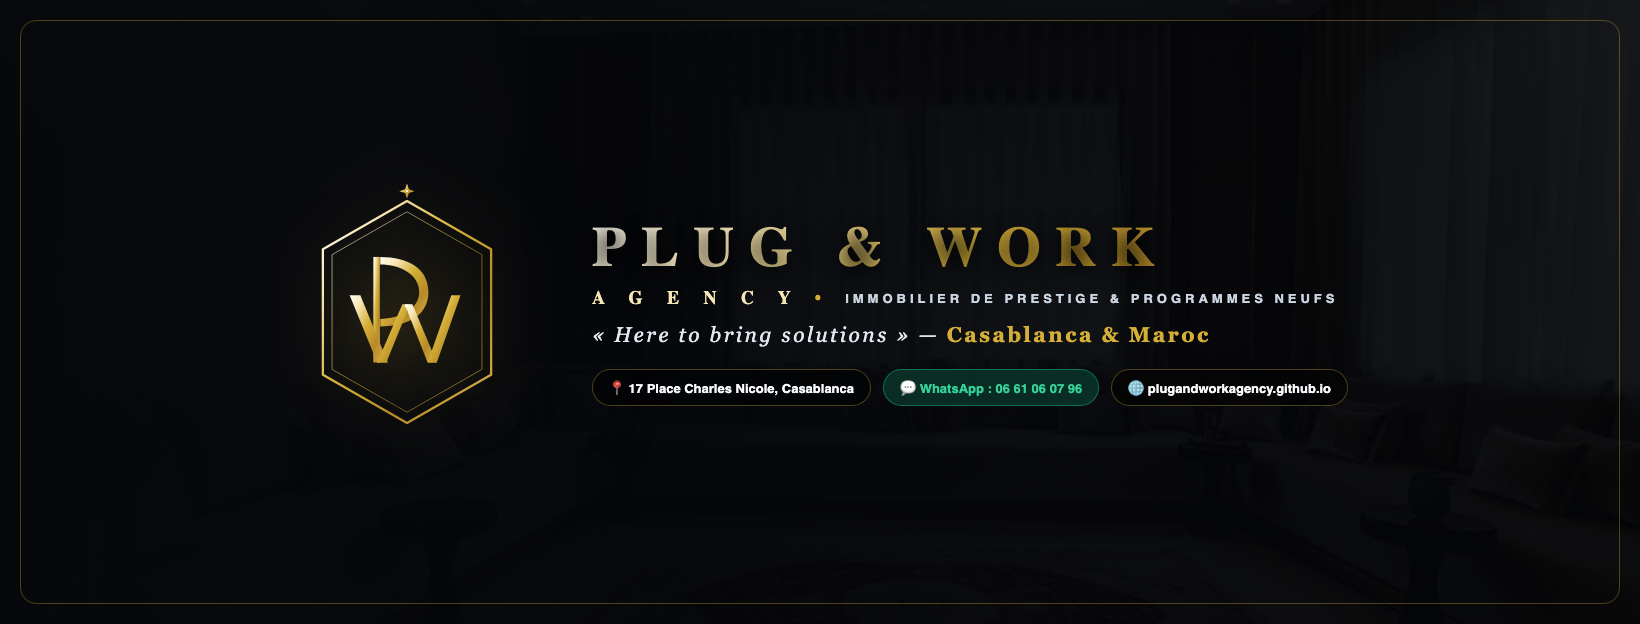 PW
PLUG & WORK
AGENCY • IMMOBILIER DE PRESTIGE & PROGRAMMES NEUFS
« Here to bring solutions » — Casablanca & Maroc
📍 17 Place Charles Nicole, Casablanca 💬 WhatsApp : 06 61 06 07 96 🌐 plugandworkagency.github.io